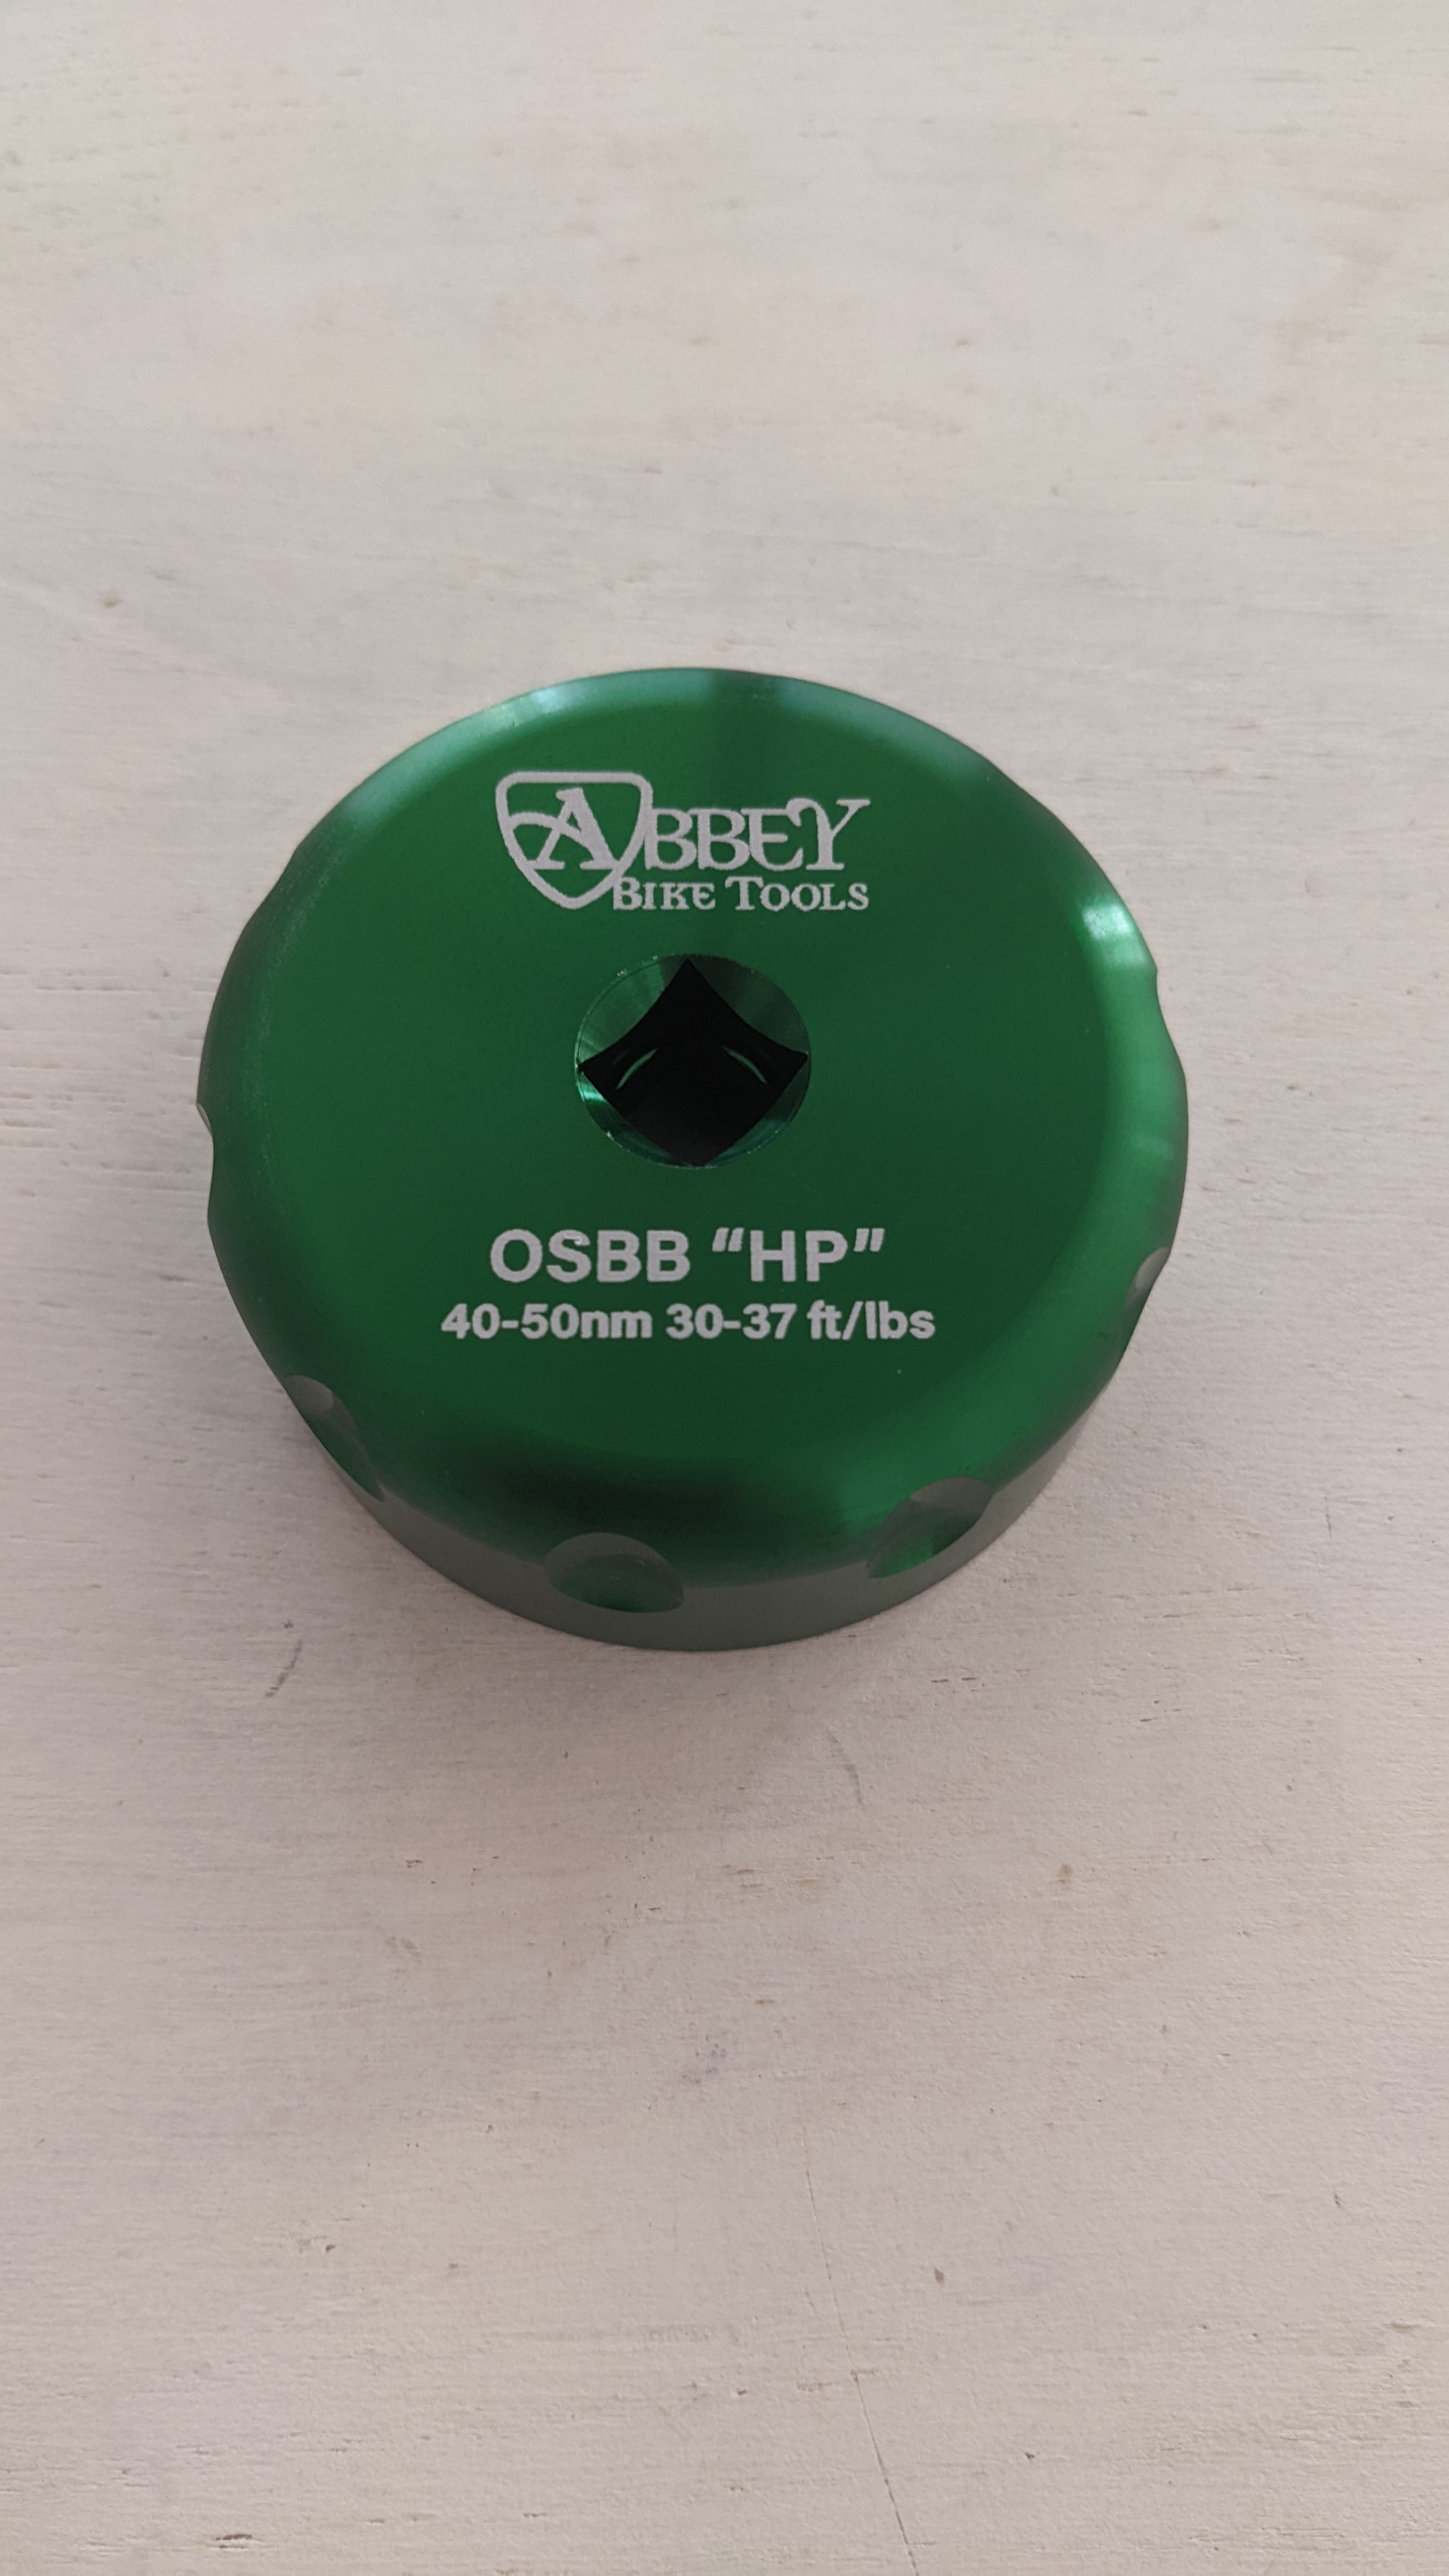 ABBEY
BIKE TOOLS
OSBB “HP”
40-50nm 30-37 ft/lbs